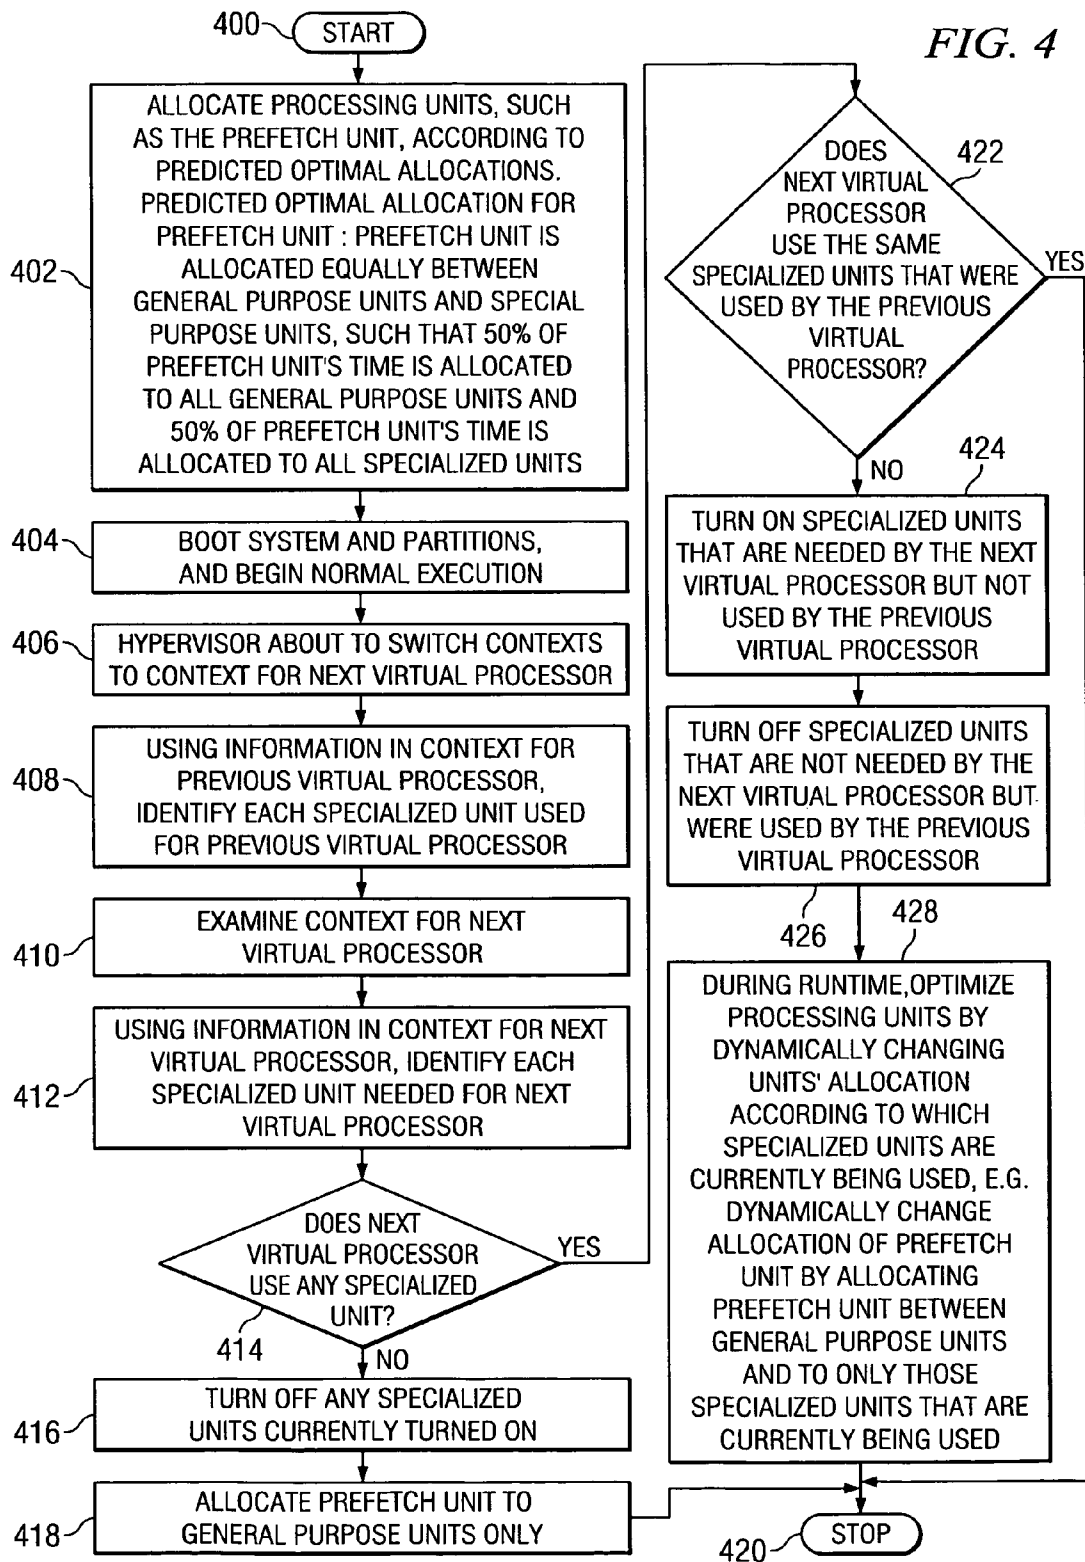 FIG. 4
400
START
402
ALLOCATE PROCESSING UNITS, SUCH
AS THE PREFETCH UNIT, ACCORDING TO
PREDICTED OPTIMAL ALLOCATIONS.
PREDICTED OPTIMAL ALLOCATION FOR
PREFETCH UNIT : PREFETCH UNIT IS
ALLOCATED EQUALLY BETWEEN
GENERAL PURPOSE UNITS AND SPECIAL
PURPOSE UNITS, SUCH THAT 50% OF
PREFETCH UNIT'S TIME IS ALLOCATED
TO ALL GENERAL PURPOSE UNITS AND
50% OF PREFETCH UNIT'S TIME IS
ALLOCATED TO ALL SPECIALIZED UNITS
404
BOOT SYSTEM AND PARTITIONS,
AND BEGIN NORMAL EXECUTION
406
HYPERVISOR ABOUT TO SWITCH CONTEXTS
TO CONTEXT FOR NEXT VIRTUAL PROCESSOR
408
USING INFORMATION IN CONTEXT FOR
PREVIOUS VIRTUAL PROCESSOR,
IDENTIFY EACH SPECIALIZED UNIT USED
FOR PREVIOUS VIRTUAL PROCESSOR
410
EXAMINE CONTEXT FOR NEXT
VIRTUAL PROCESSOR
412
USING INFORMATION IN CONTEXT FOR NEXT
VIRTUAL PROCESSOR, IDENTIFY EACH
SPECIALIZED UNIT NEEDED FOR NEXT
VIRTUAL PROCESSOR
DOES NEXT
VIRTUAL PROCESSOR
USE ANY SPECIALIZED
UNIT?
YES
414
NO
416
TURN OFF ANY SPECIALIZED
UNITS CURRENTLY TURNED ON
418
ALLOCATE PREFETCH UNIT TO
GENERAL PURPOSE UNITS ONLY
422
DOES
NEXT VIRTUAL
PROCESSOR
USE THE SAME
SPECIALIZED UNITS THAT WERE
USED BY THE PREVIOUS
VIRTUAL
PROCESSOR?
YES
NO
424
TURN ON SPECIALIZED UNITS
THAT ARE NEEDED BY THE NEXT
VIRTUAL PROCESSOR BUT NOT
USED BY THE PREVIOUS
VIRTUAL PROCESSOR
TURN OFF SPECIALIZED UNITS
THAT ARE NOT NEEDED BY THE
NEXT VIRTUAL PROCESSOR BUT
WERE USED BY THE PREVIOUS
VIRTUAL PROCESSOR
426
428
DURING RUNTIME,OPTIMIZE
PROCESSING UNITS BY
DYNAMICALLY CHANGING
UNITS' ALLOCATION
ACCORDING TO WHICH
SPECIALIZED UNITS ARE
CURRENTLY BEING USED, E.G.
DYNAMICALLY CHANGE
ALLOCATION OF PREFETCH
UNIT BY ALLOCATING
PREFETCH UNIT BETWEEN
GENERAL PURPOSE UNITS
AND TO ONLY THOSE
SPECIALIZED UNITS THAT ARE
CURRENTLY BEING USED
420
STOP